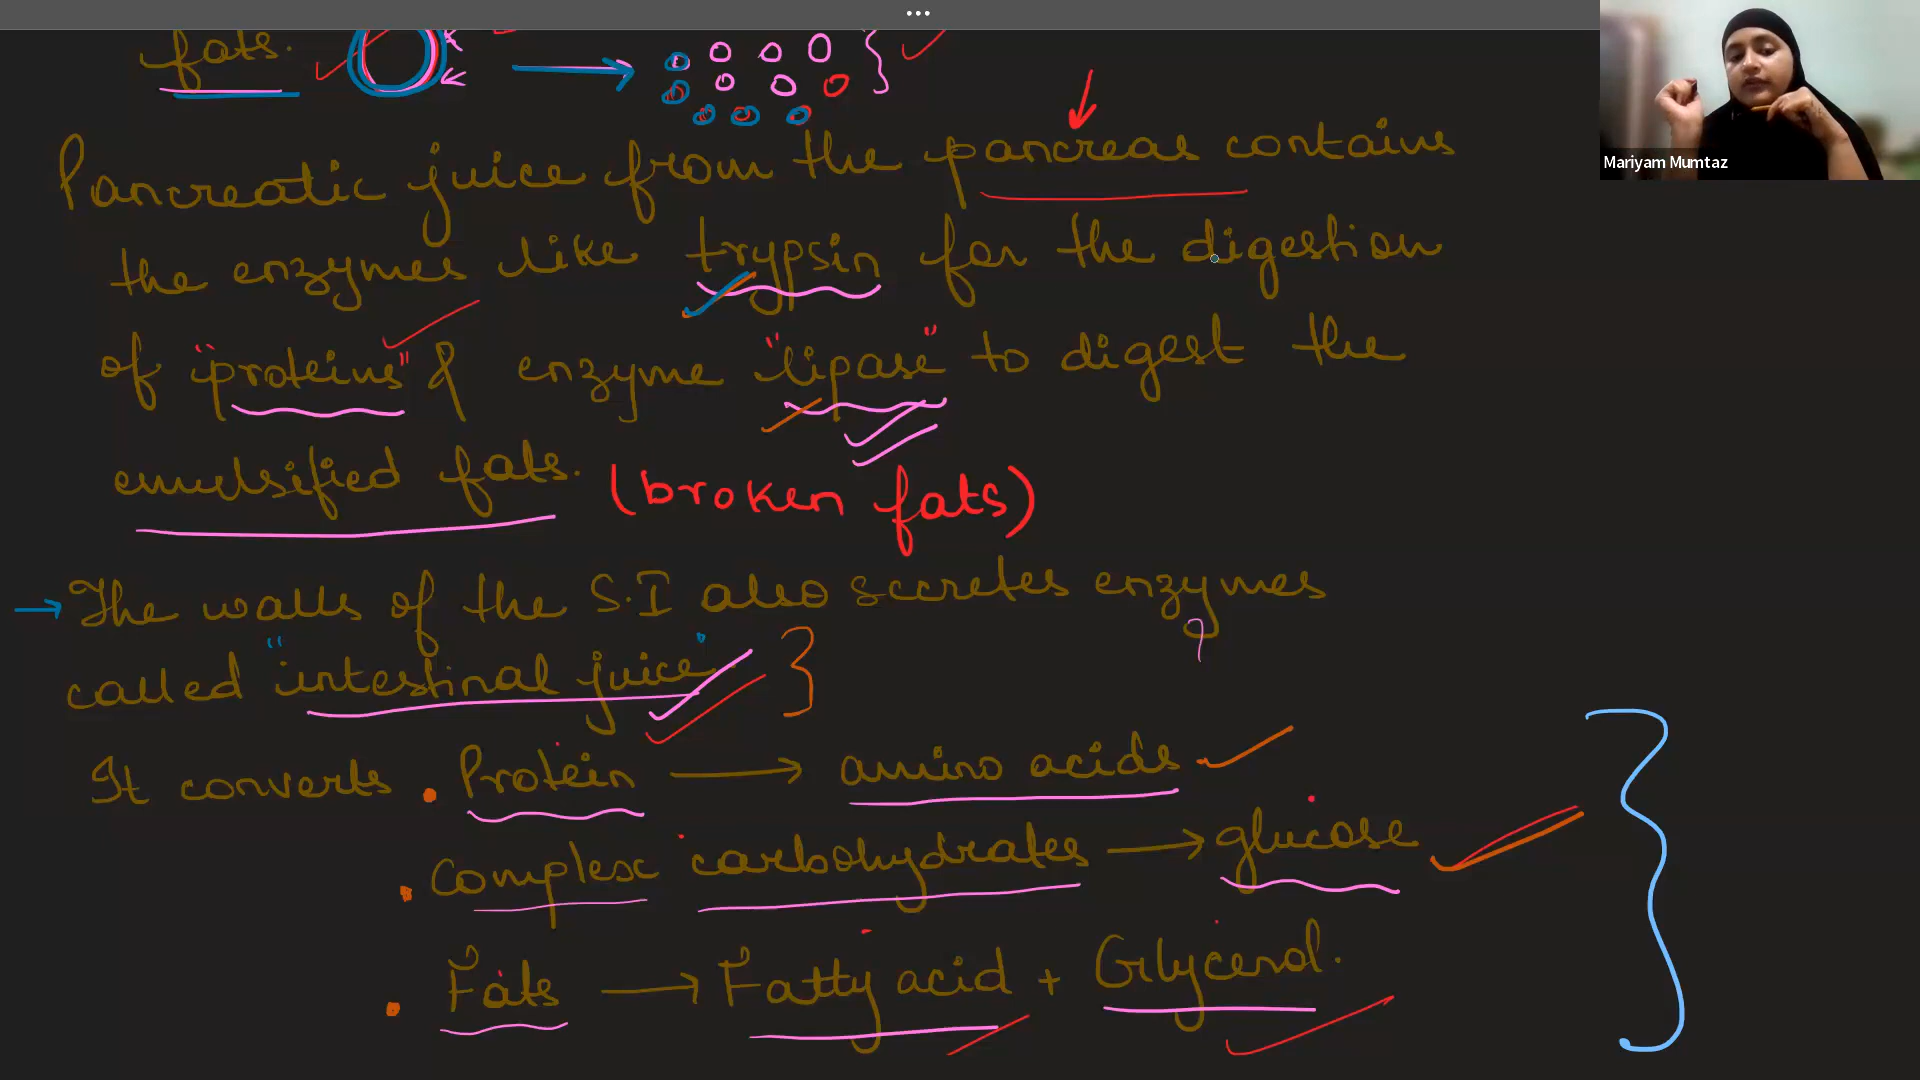 ...
fats.
Mariyam Mumtaz
Pancreatic juice from the pancreas contains
the enzymes like trypsin for the digestion
of "proteins" & enzyme "lipase" to digest the
emulsified fats. (broken fats)
→ The walls of the S.I also secretes enzymes
called "intestinal juice"
It converts • Protein → amino acids
• Complex carbohydrates → glucose
• Fats → Fatty acid + Glycerol.